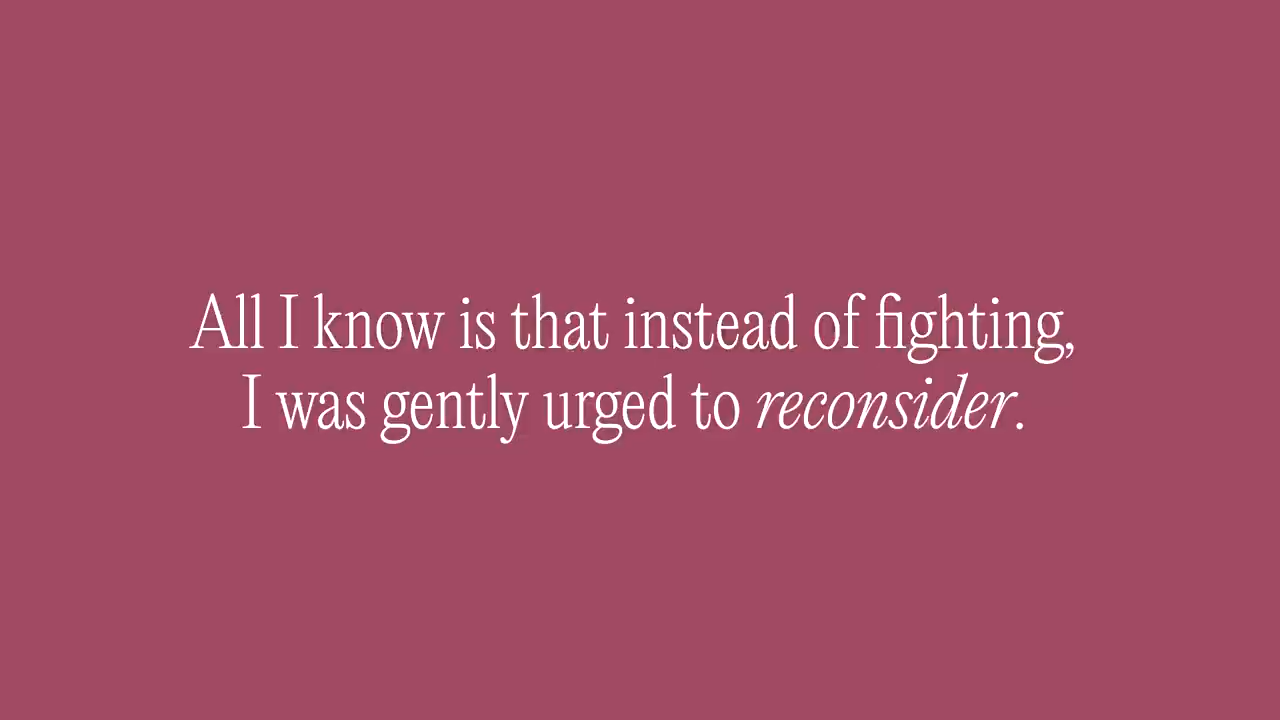 All I know is that instead of fighting,
I was gently urged to reconsider.